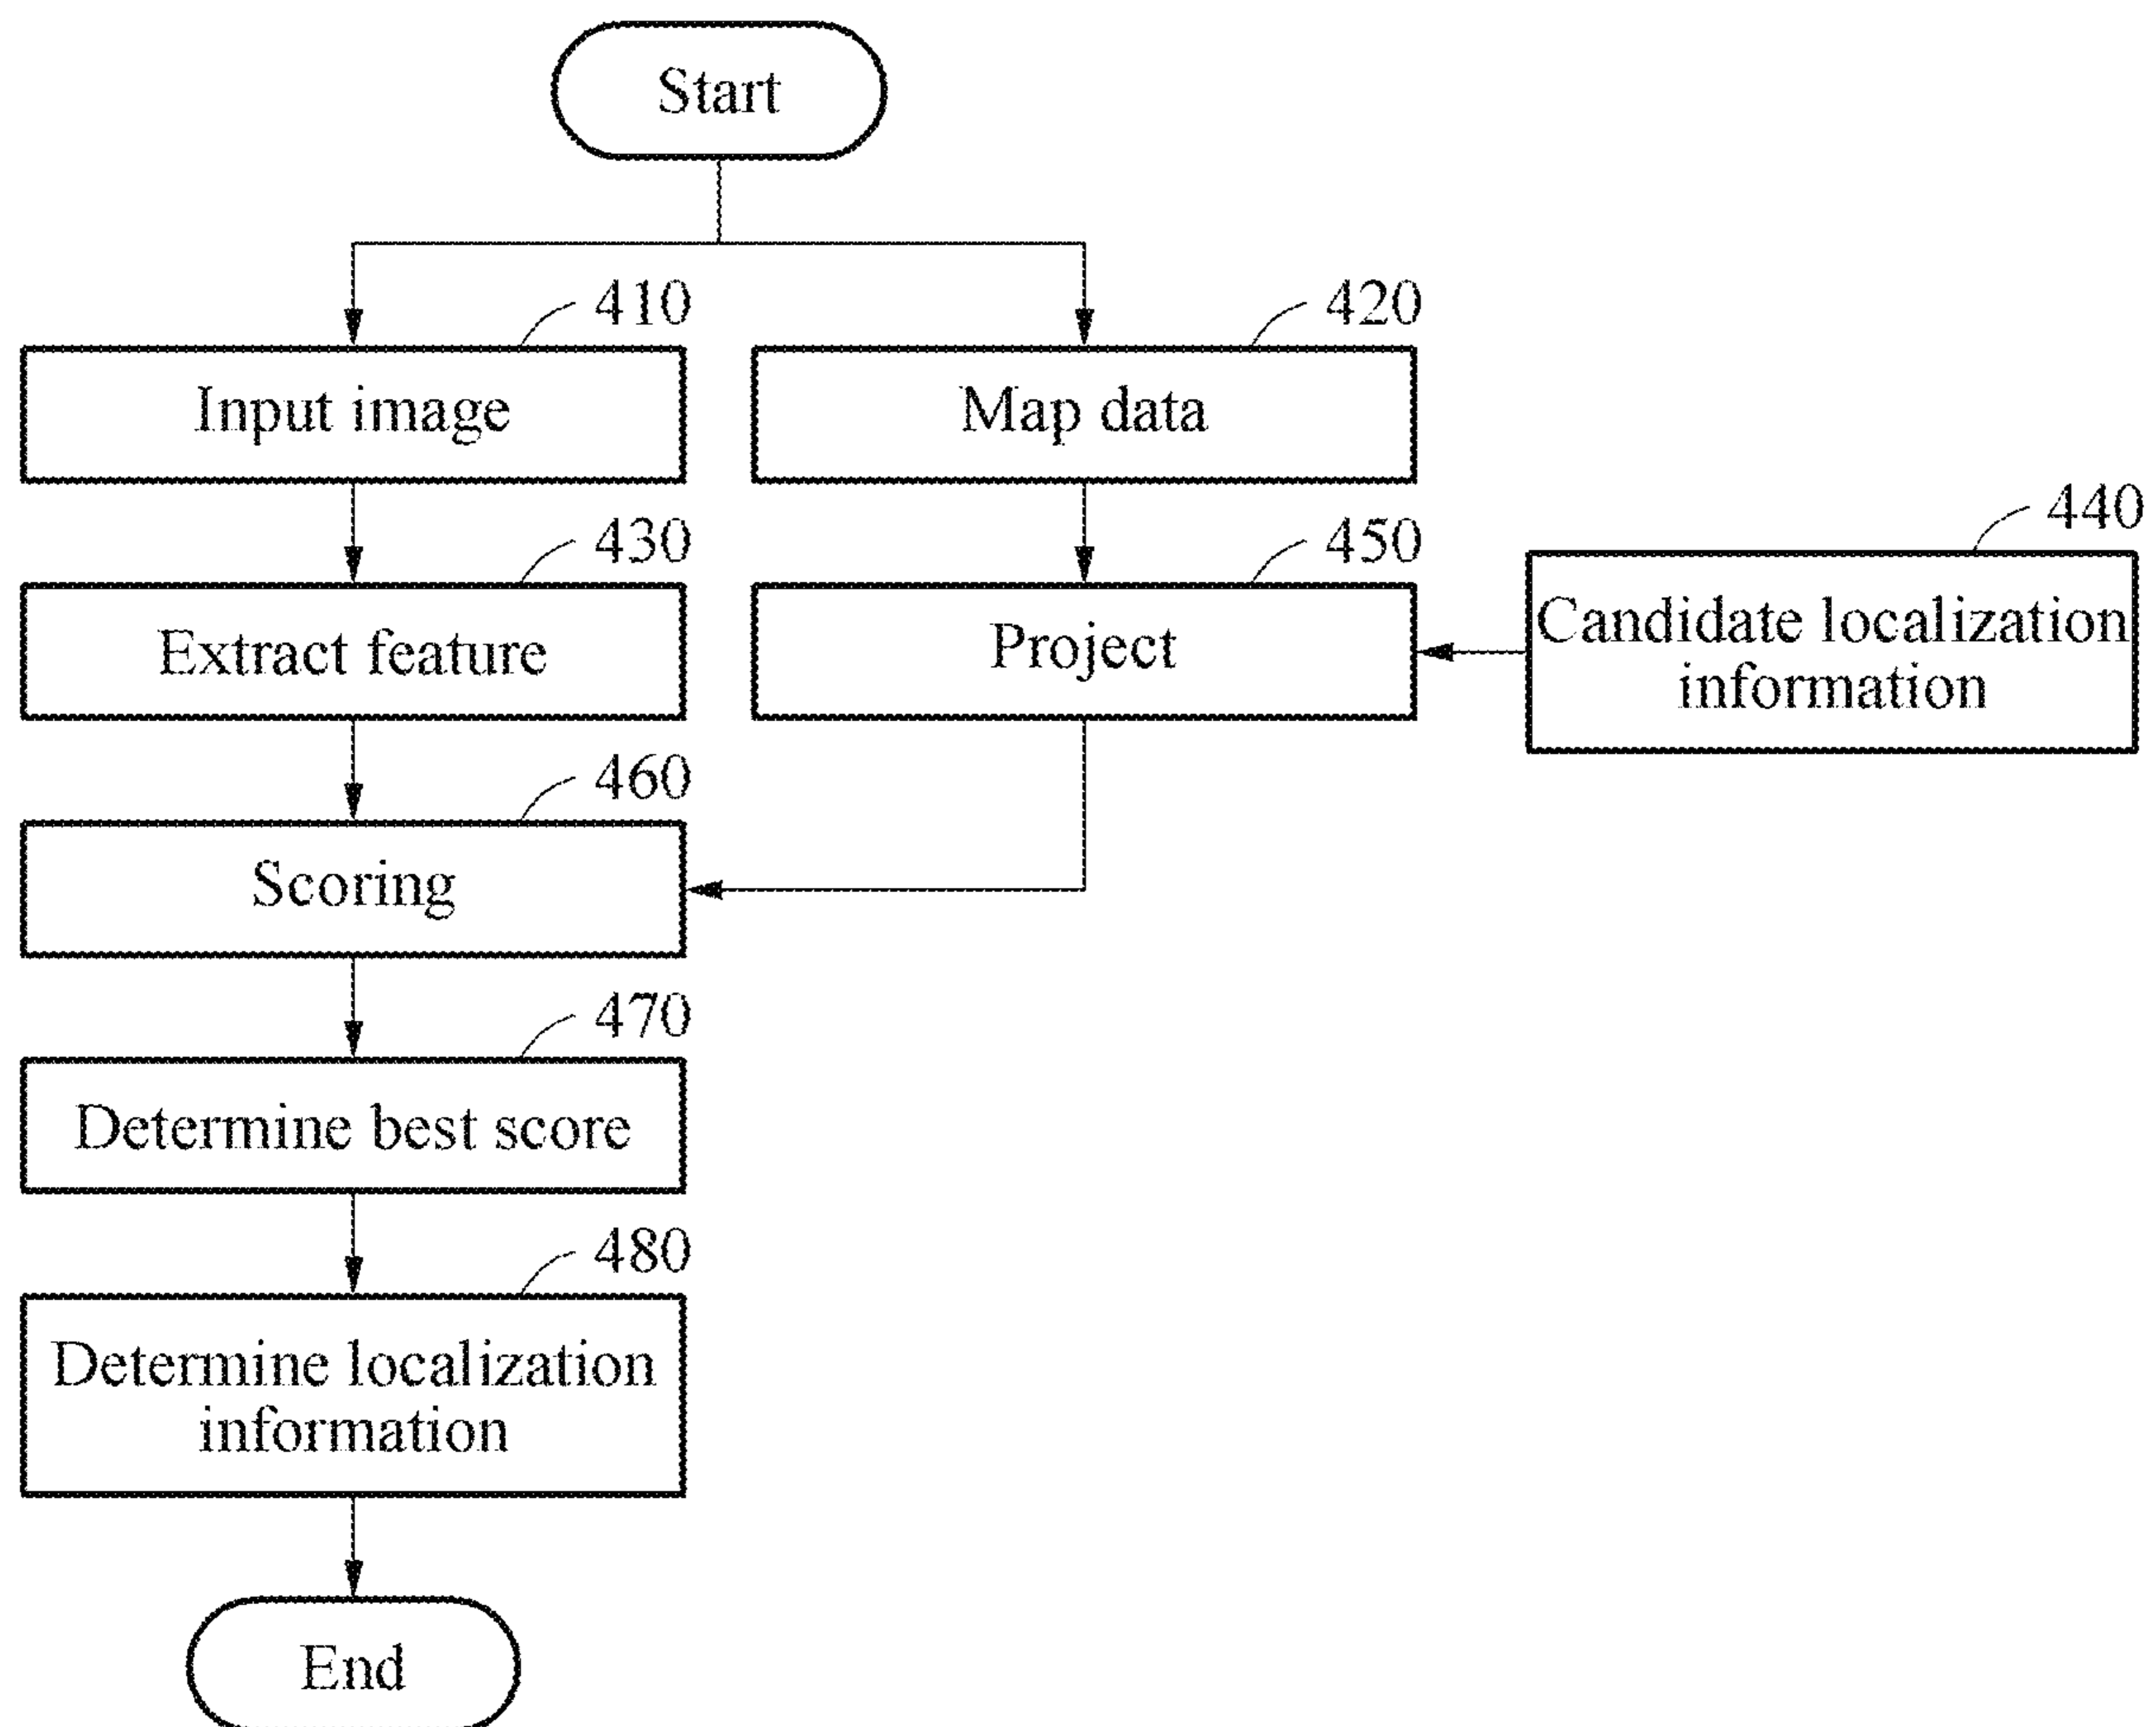 Start
410
420
Input image
Map data
430
450
440
Extract feature
Project
Candidate localization
information
460
Scoring
470
Determine best score
480
Determine localization
information
End